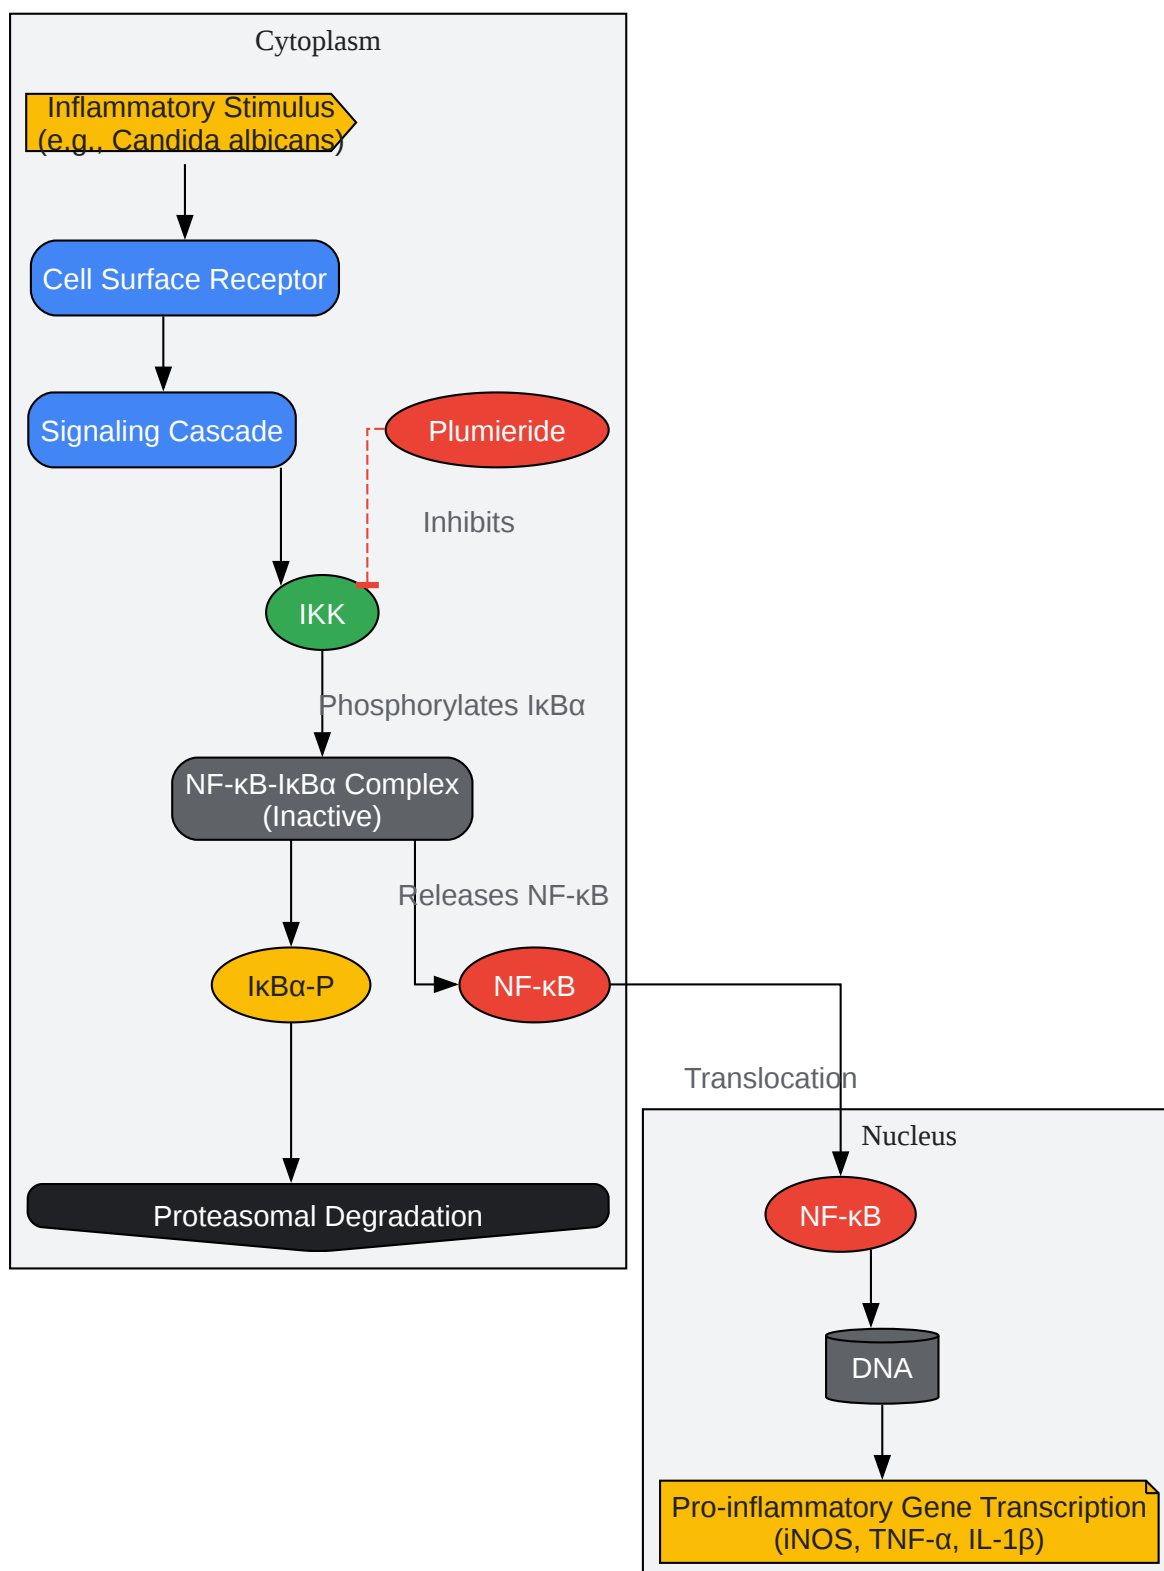 Cytoplasm
Inflammatory Stimulus
(e.g., Candida albicans)
Cell Surface Receptor
Signaling Cascade
Plumieride
Inhibits
IKK
Phosphorylates IκBα
NF-κB-IκBα Complex
(Inactive)
Releases NF-κB
IκBα-P
NF-κB
Translocation
Proteasomal Degradation
Nucleus
NF-κB
DNA
Pro-inflammatory Gene Transcription
(iNOS, TNF-α, IL-1β)